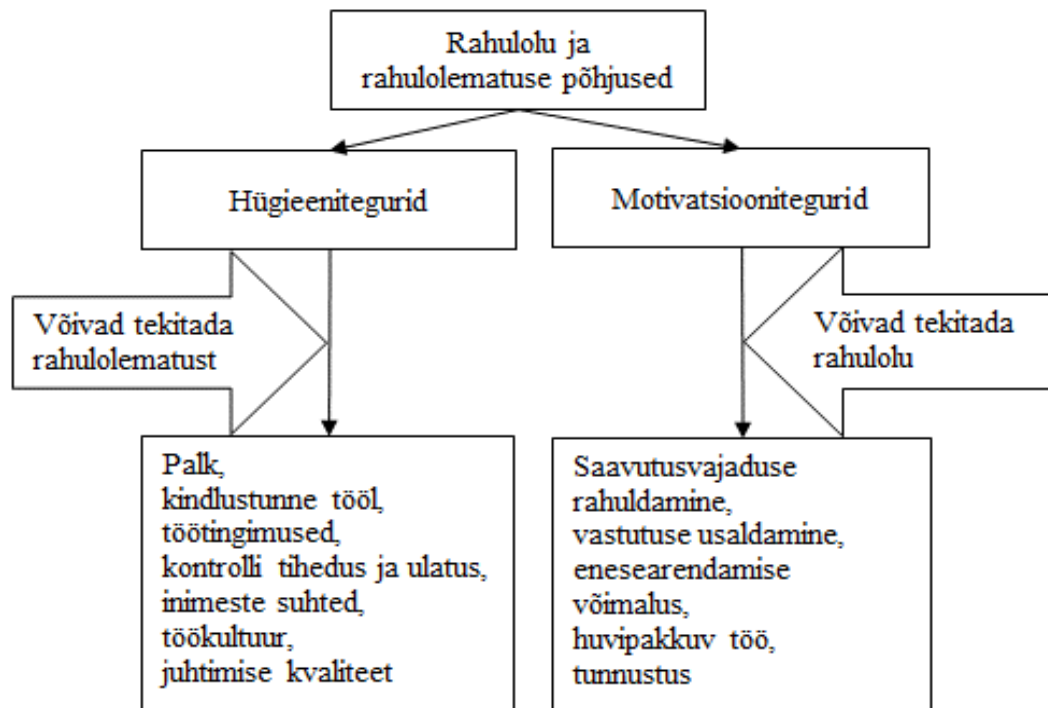 Rahulolu ja
rahulolematuse põhjused
Hügieenitegurid
Motivatsioonitegurid
Võivad tekitada
rahulolematust
Võivad tekitada
rahulolu
Palk,
kindlustunne tööl,
töötingimused,
kontrolli tihedus ja ulatus,
inimeste suhted,
töökultuur,
juhtimise kvaliteet
Saavutusvajaduse
rahuldamine,
vastutuse usaldamine,
enesearendamise
võimalus,
huvipakkuv töö,
tunnustus